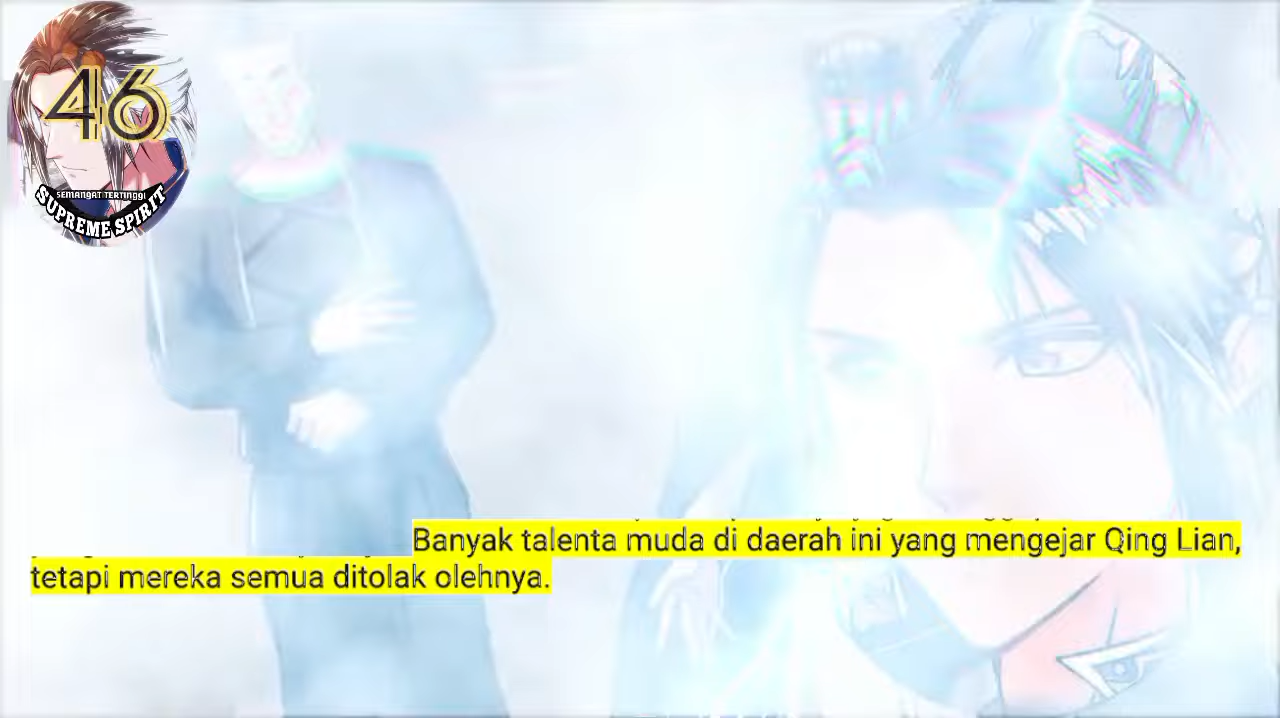 46
SEMANGAT TERTINGGI
SUPREME SPIRIT
Banyak talenta muda di daerah ini yang mengejar Qing Lian,
tetapi mereka semua ditolak olehnya.